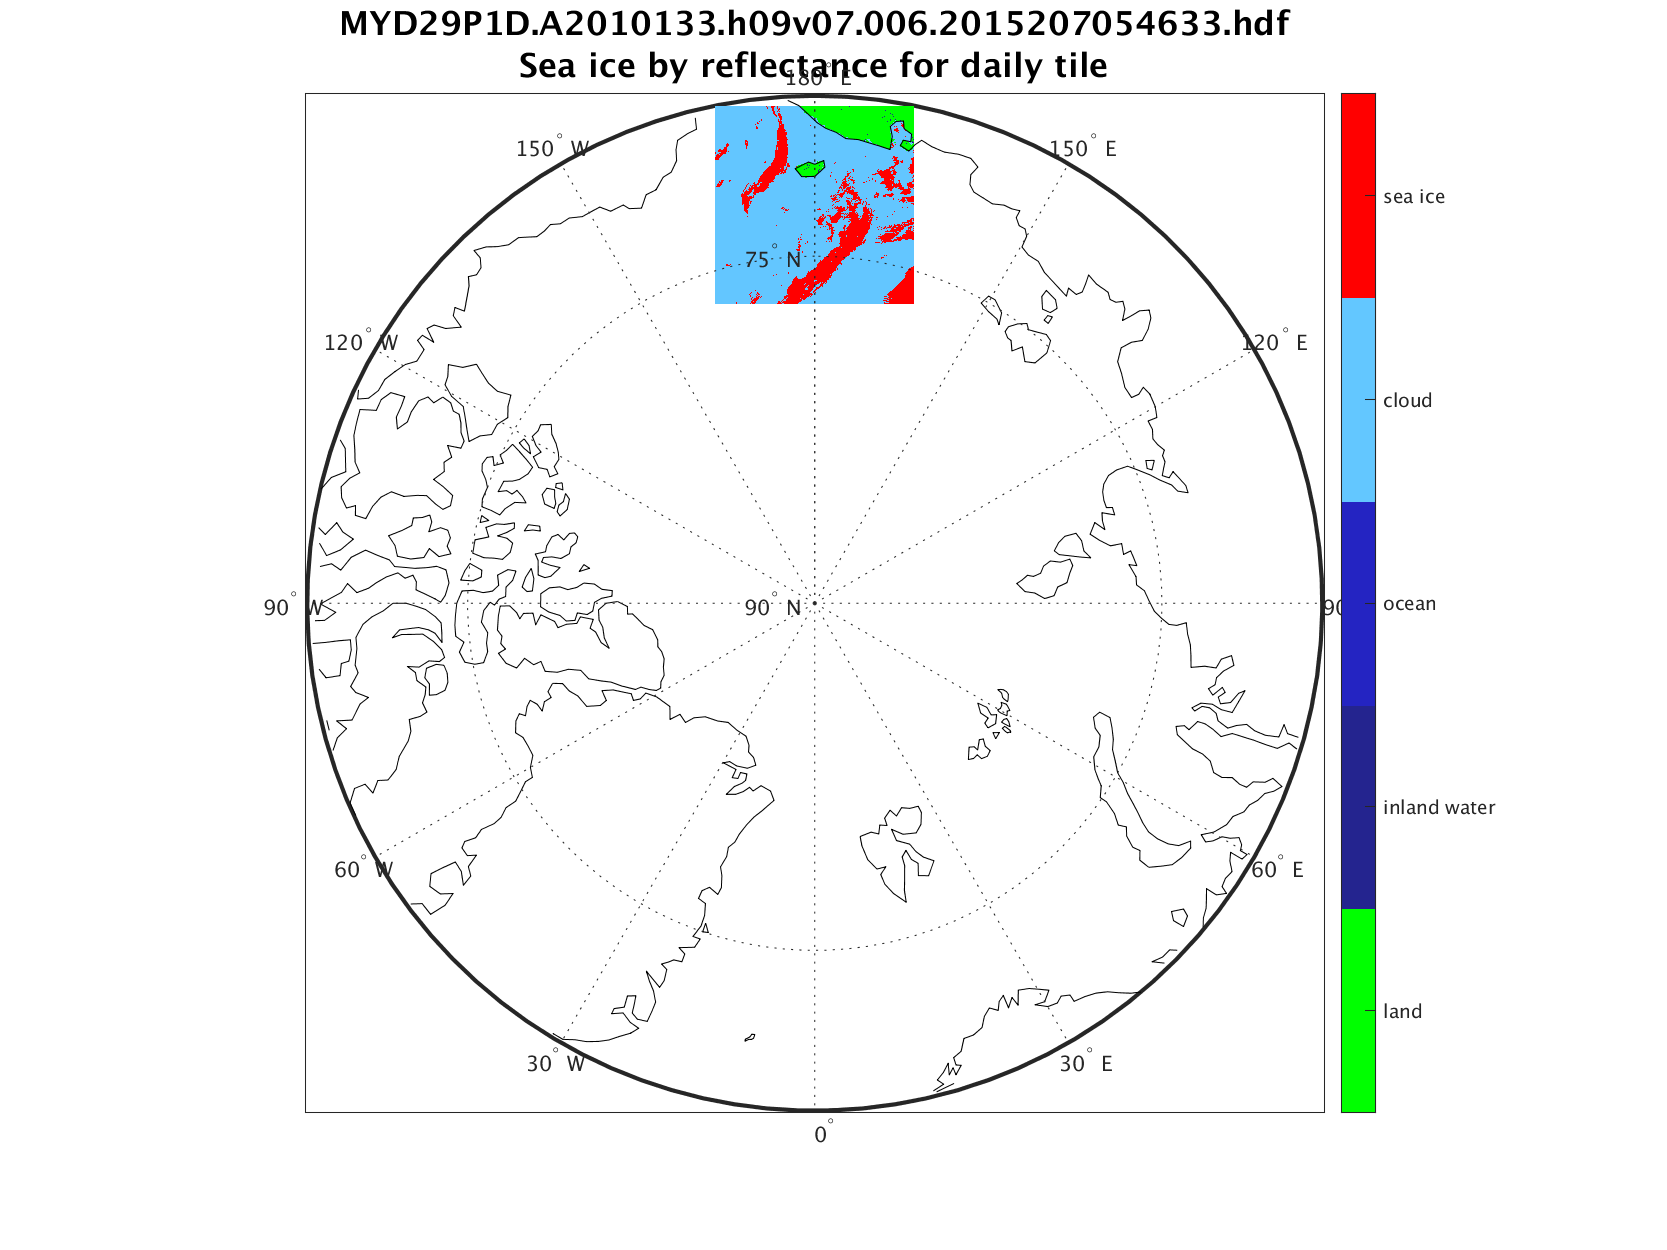 MYD29P1D.A2010133.h09v07.006.2015207054633.hdf
Sea ice by reflectance for daily tile
180° E
150° W
150° E
sea ice
75° N
120° W
120° E
cloud
90° W
90° N
90
ocean
inland water
60° W
60° E
land
30° W
30° E
0°